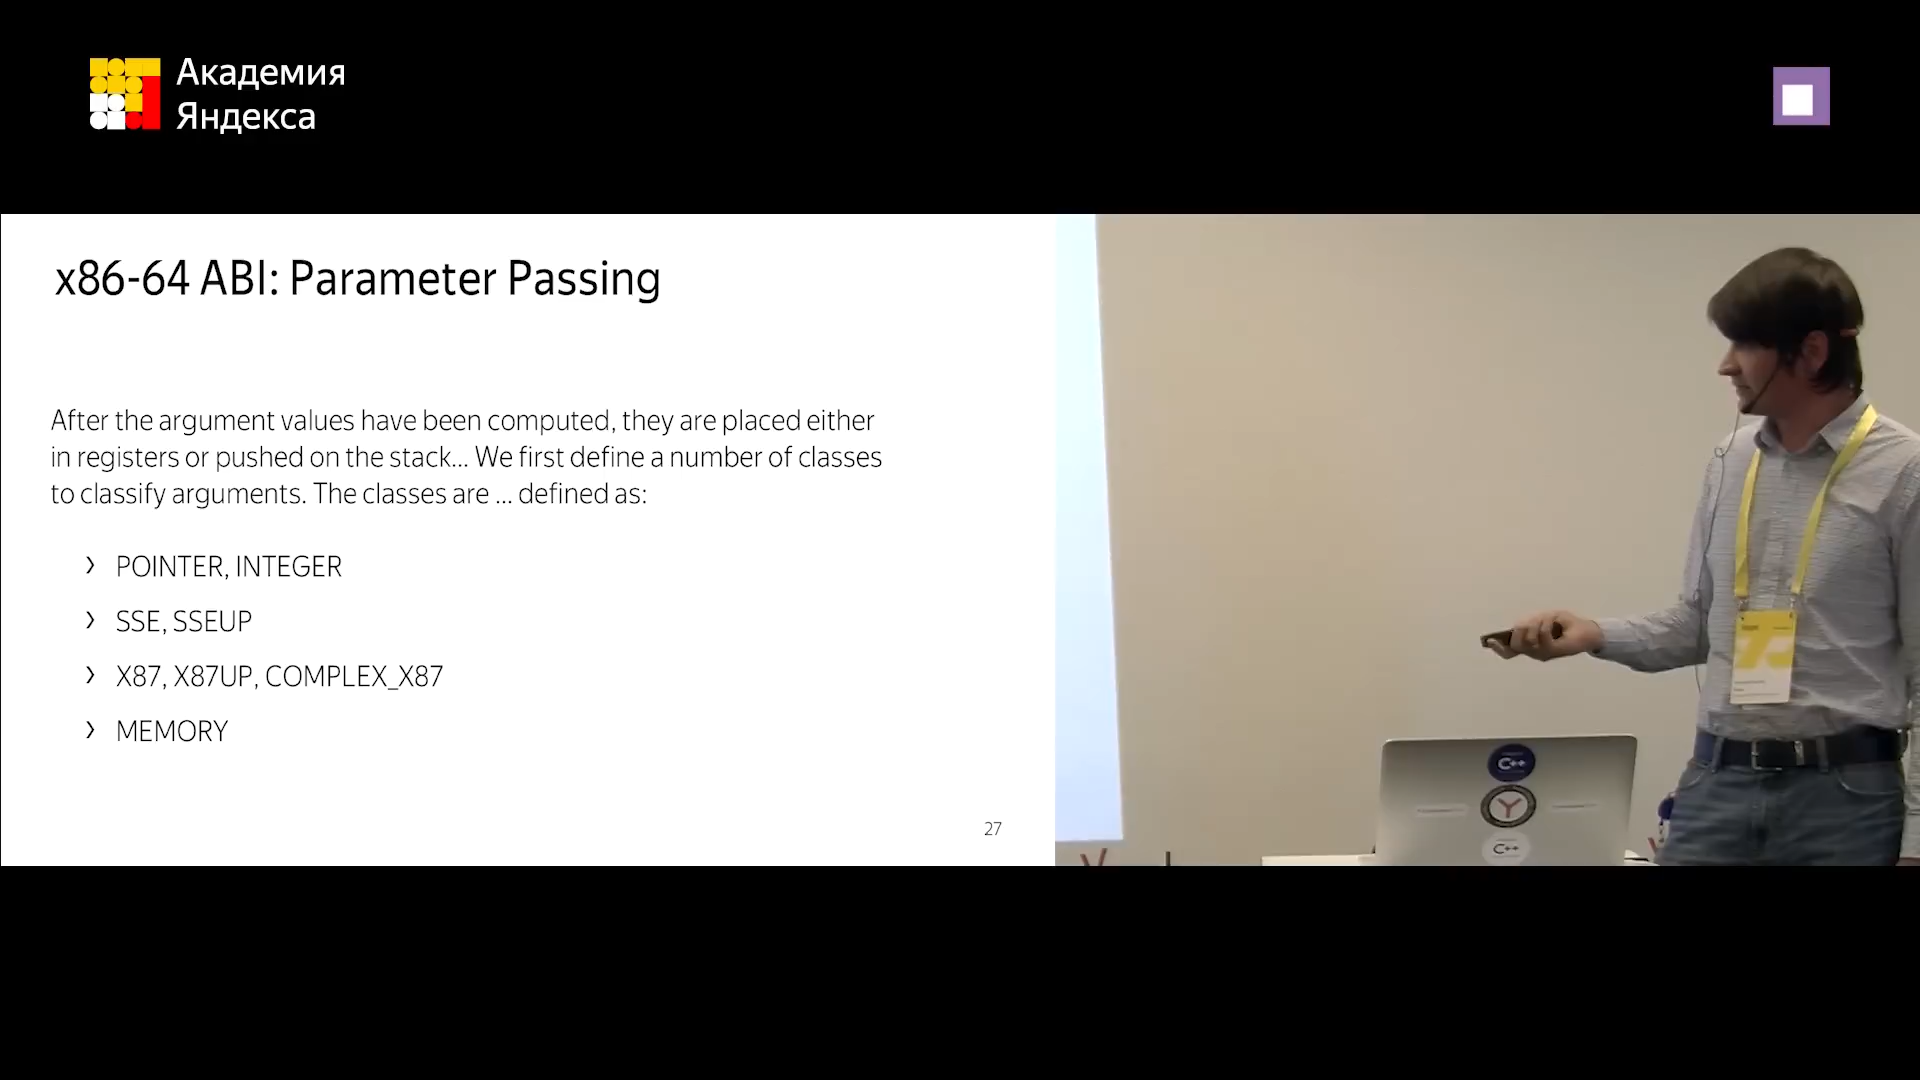 Академия
Яндекса
x86-64 ABI: Parameter Passing
After the argument values have been computed, they are placed either
in registers or pushed on the stack... We first define a number of classes
to classify arguments. The classes are ... defined as:
› POINTER, INTEGER
› SSE, SSEUP
› X87, X87UP, COMPLEX_X87
› MEMORY
27
C++
Y
C++